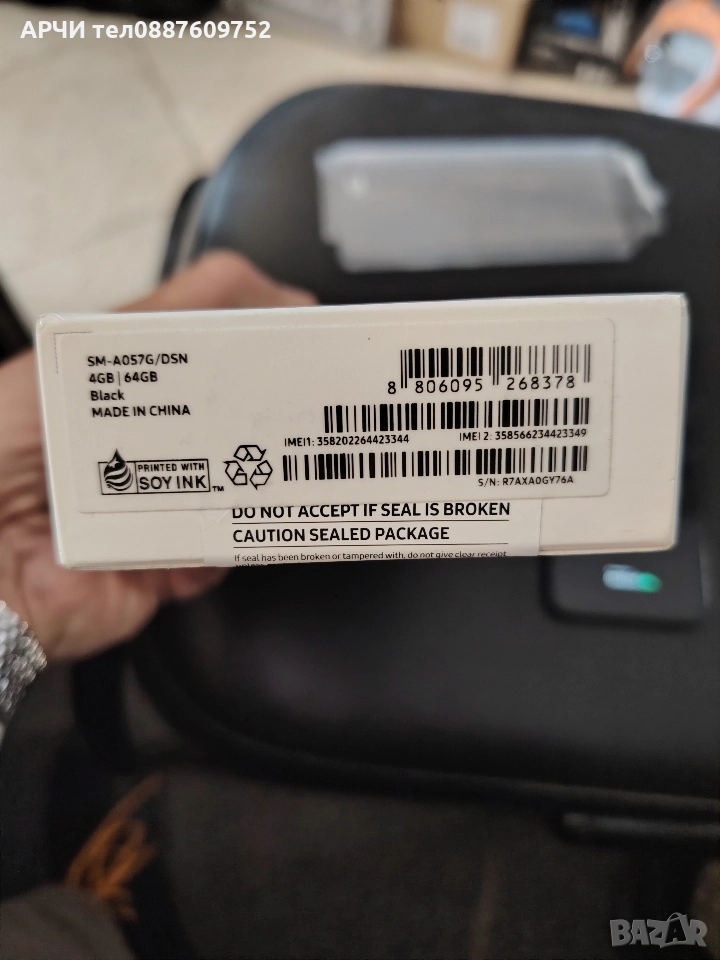 АРЧИ тел0887609752
SM-A057G/DSN
4GB | 64GB
Black
MADE IN CHINA
8 806095 268378
IMEI1: 358202264423344
IMEI 2: 358566234423349
PRINTED WITH
SOY INK™
S/N: R7AXA0GY76A
DO NOT ACCEPT IF SEAL IS BROKEN
CAUTION SEALED PACKAGE
If seal has been broken or tampered with, do not give clear receipt
BAZAR